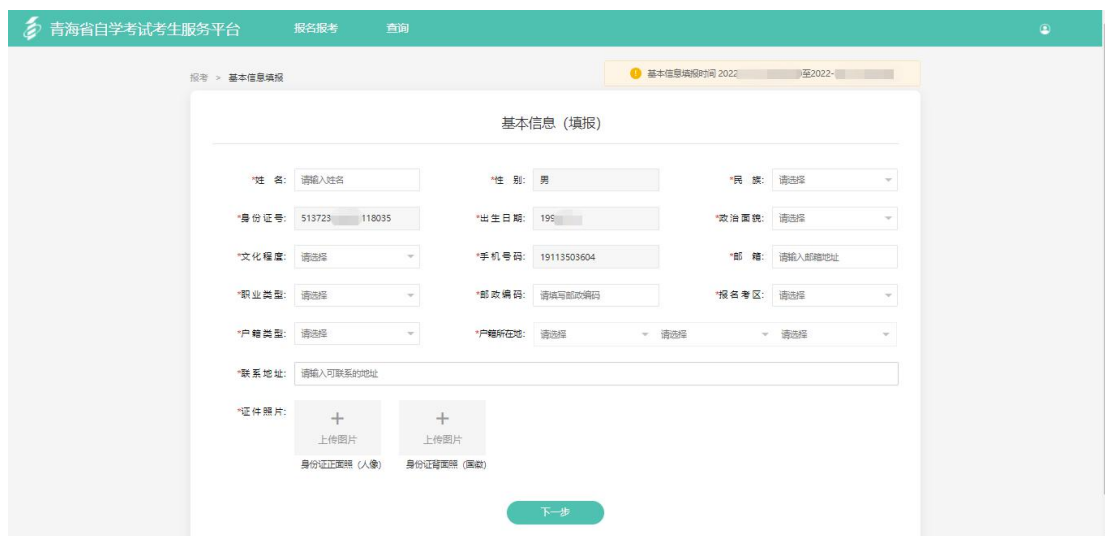 青海省自学考试考生服务平台 报名报考 查询
报考 > 基本信息填报
基本信息填报时间 2022 至2022-
基本信息（填报）
*姓 名: 请输入姓名 *性 别: 男 *民 族: 请选择
*身份证号: 513723 118035 *出生日期: 199 *政治面貌: 请选择
*文化程度: 请选择 *手机号码: 19113503604 *邮 箱: 请输入邮箱地址
*职业类型: 请选择 *邮政编码: 请填写邮政编码 *报名考区: 请选择
*户籍类型: 请选择 *户籍所在地: 请选择 请选择 请选择
*联系地址: 请输入可联系的地址
*证件照片:
上传图片 上传图片
身份证正面照（人像） 身份证背面照（国徽）
下一步